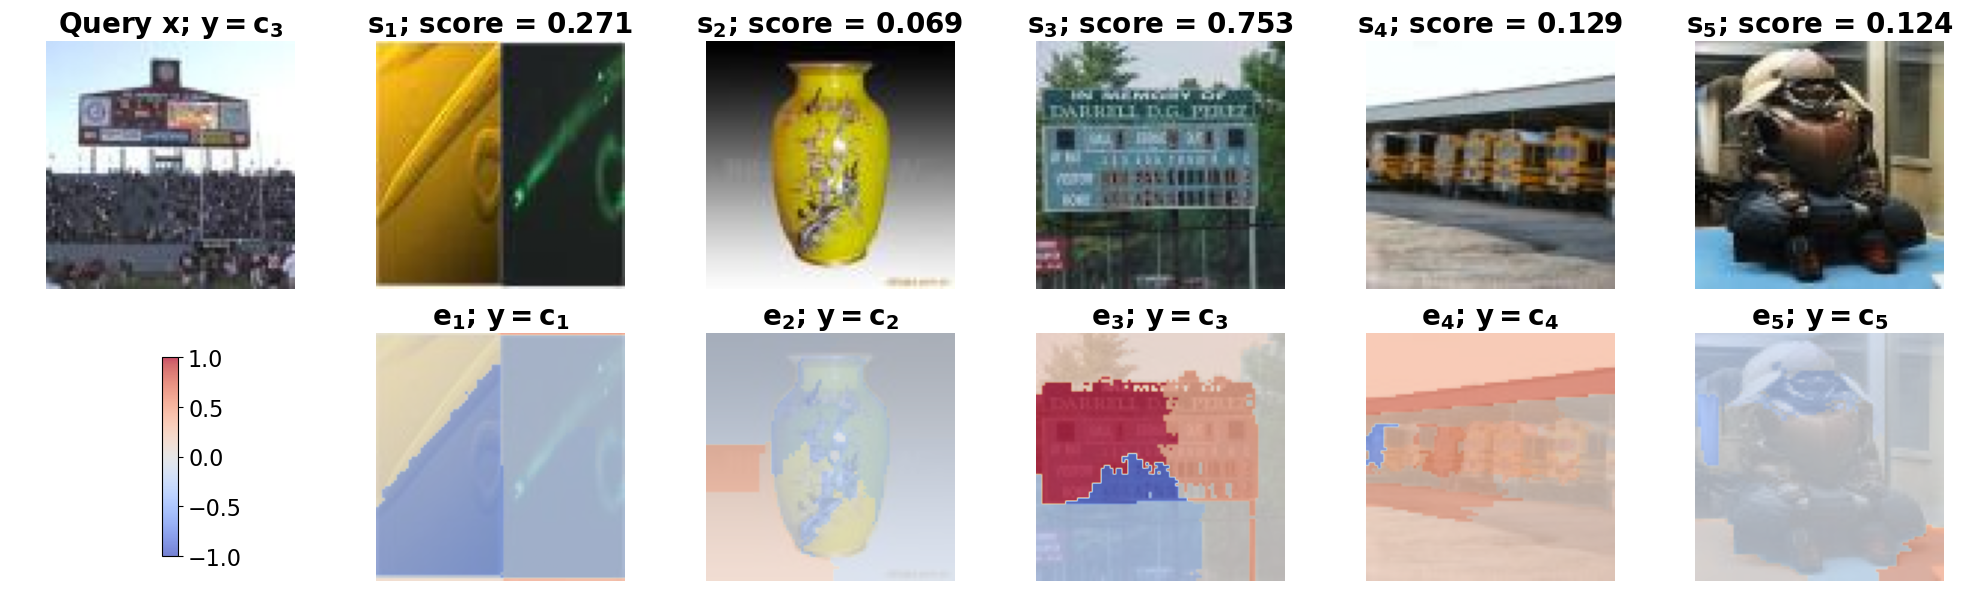 Query x; y = c₃
s₁; score = 0.271
s₂; score = 0.069
s₃; score = 0.753
s₄; score = 0.129
s₅; score = 0.124
IN MEMORY OF
DARRELL D.G. PEREZ
VISITOR
HOME
e₁; y = c₁
e₂; y = c₂
e₃; y = c₃
e₄; y = c₄
e₅; y = c₅
1.0
0.5
0.0
−0.5
−1.0